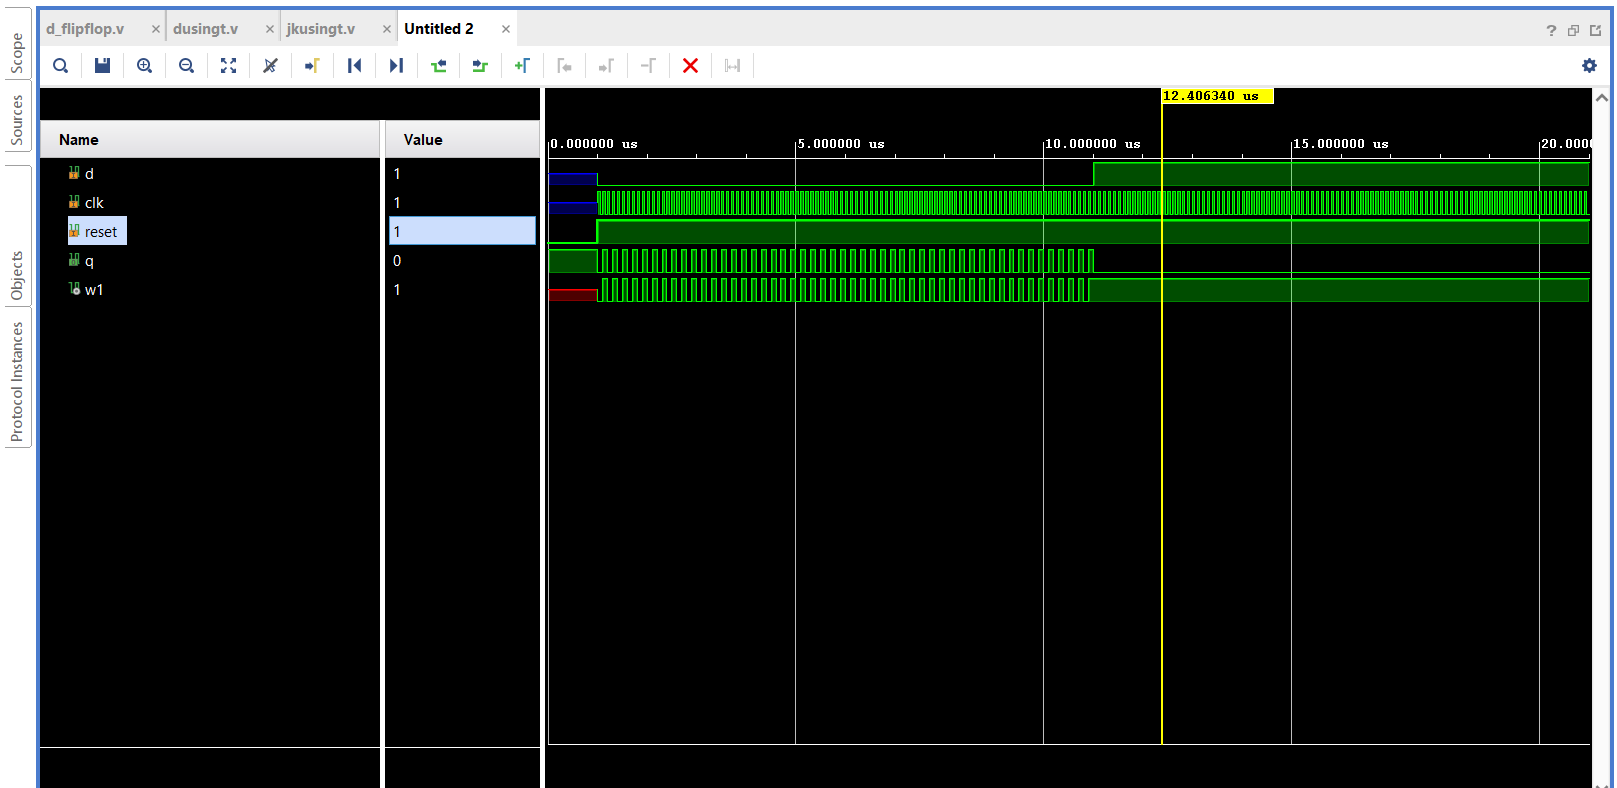 d_flipflop.v × dusingt.v × jkusingt.v × Untitled 2 ×
?
Scope
Sources
Objects
Protocol Instances
12.406340 us
Name Value
0.000000 us 5.000000 us 10.000000 us 15.000000 us 20.0000
d 1
clk 1
reset 1
q 0
w1 1